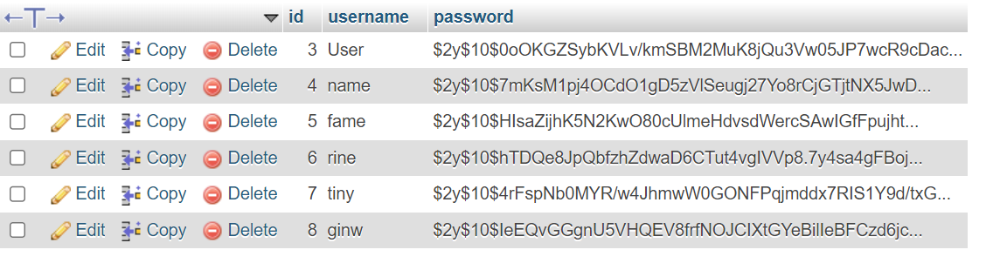 id username password
Edit Copy Delete 3 User $2y$10$0oOKGZSybKVLv/kmSBM2MuK8jQu3Vw05JP7wcR9cDac...
Edit Copy Delete 4 name $2y$10$7mKsM1pj4OCdO1gD5zVlSeugj27Yo8rCjGTjtNX5JwD...
Edit Copy Delete 5 fame $2y$10$HIsaZijhK5N2KwO80cUlmeHdvsdWercSAwIGfFpujht...
Edit Copy Delete 6 rine $2y$10$hTDQe8JpQbfzhZdwaD6CTut4vgIVVp8.7y4sa4gFBoj...
Edit Copy Delete 7 tiny $2y$10$4rFspNb0MYR/w4JhmwW0GONFPqjmddx7RIS1Y9d/txG...
Edit Copy Delete 8 ginw $2y$10$IeEQvGGgnU5VHQEV8frfNOJCIXtGYeBilIeBFCzd6jc...